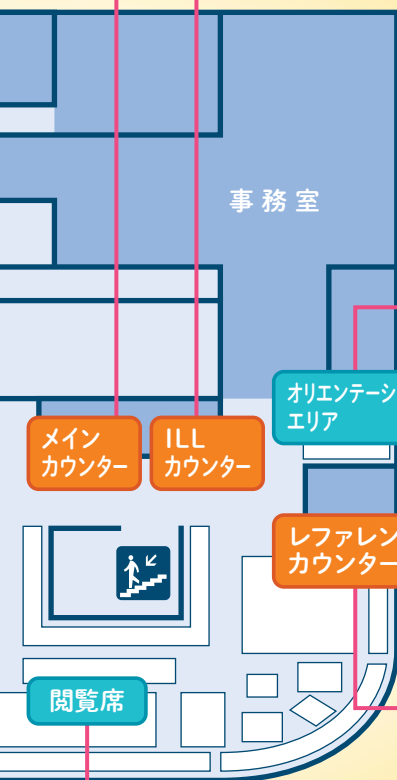 事務室
オリエンテーシ
エリア
メイン
カウンター
ILL
カウンター
レファレン
カウンター
閲覧席